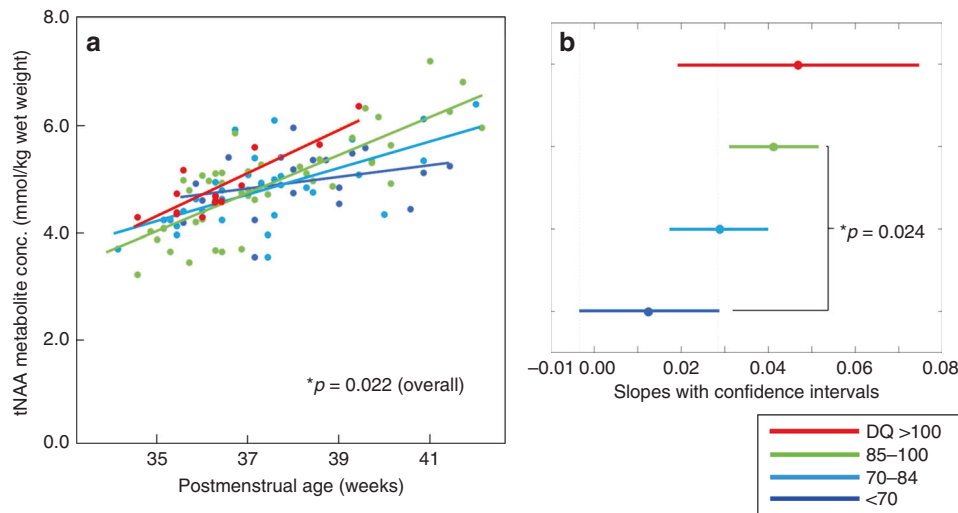 a
8.0
6.0
4.0
2.0
0.0
tNAA metabolite conc. (mmol/kg wet weight)
*p = 0.022 (overall)
35 37 39 41
Postmenstrual age (weeks)
b
*p = 0.024
−0.01 0.00 0.02 0.04 0.06 0.08
Slopes with confidence intervals
DQ >100
85–100
70–84
<70